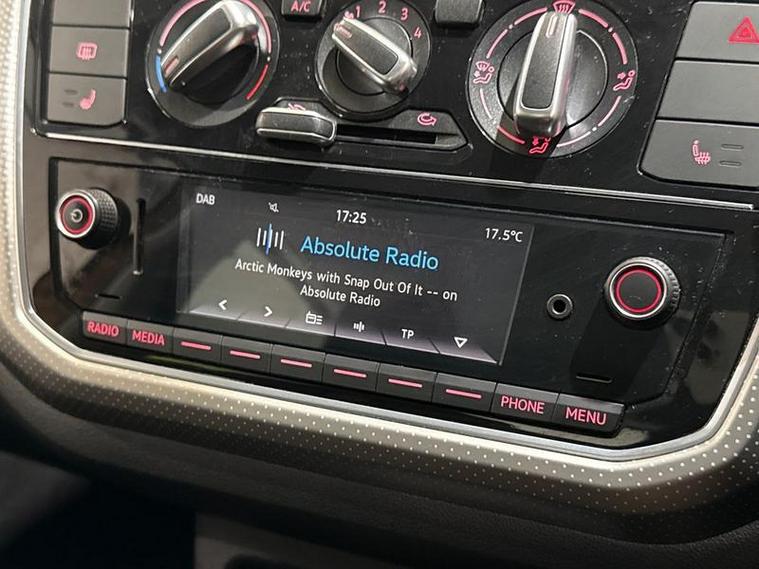 A/C
1 2 3 4
DAB
17:25
17.5°C
Absolute Radio
Arctic Monkeys with Snap Out Of It -- on
Absolute Radio
TP
RADIO
MEDIA
PHONE
MENU